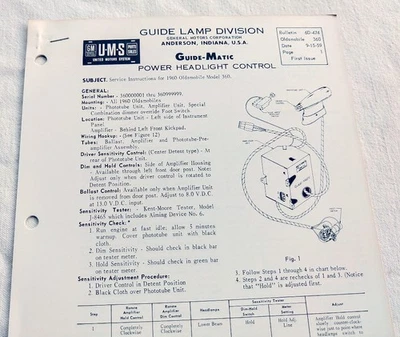 GUIDE LAMP DIVISION
GENERAL MOTORS CORPORATION
ANDERSON, INDIANA, U.S.A.
Bulletin 6D-474
Oldsmobile 360
Date 9-15-59
Page
First Issue
GM
U·M·S
UNITED MOTORS SYSTEM
GUIDE-MATIC
POWER HEADLIGHT CONTROL
SUBJECT. Service Instructions for 1960 Oldsmobile Model 360.
GENERAL:
Serial Number - 360000001 thru 360999999.
Mounting - All 1960 Oldsmobiles
Units - Phototube Unit, Amplifier Unit, Special
Combination dimmer override Foot Switch
Location: Phototube Unit - Left side of Instrument
Panel
Amplifier - Behind Left Front Kickpad.
Wiring Hookup - (See Figure 12)
Tubes: Ballast, Amplifier and Phototube-Pre-
amplifier Assembly.
Driver Sensitivity Control: (Center Detent type) - At
rear of Phototube Unit.
Dim and Hold Controls: Side of Amplifier Housing
- Available through left front door post. Note:
Adjust only when driver control is rotated to
Detent Position.
Ballast Control: Available only when Amplifier Unit
is removed from door post. Adjust to 8.0 V.D.C.
at 13.0 V.D.C. input.
Sensitivity Tester: - Kent-Moore Tester, Model
J-8465 which includes Aiming Device No. 6.
Sensitivity Check:*
1. Run engine at fast idle, allow 5 minutes
warmup. Cover phototube unit with black
cloth.
2. Dim Sensitivity - Should check in black bar
on tester meter.
3. Hold Sensitivity - Should check in green bar
on tester meter.
Sensitivity Adjustment Procedure:
1. Driver Control in Detent Position
2. Black Cloth over Phototube Unit.
Fig. 1
3. Follow Steps 1 through 4 in chart below.
4. Steps 2 and 4 are rechecks of 1 and 3. (Notice
that "Hold" is adjusted first.
Sensitivity Tester
Step
Rotate Amplifier Hold Control
Rotate Amplifier Dim Control
Headlamps
Dim-Hold Switch
Meter Setting
Adjust
1
Completely Clockwise
Completely Clockwise
Lower Beam
Hold
Hold Adj. Line
Amplifier Hold control
slowly counter-clock-
wise just to point where
headlamps switch to